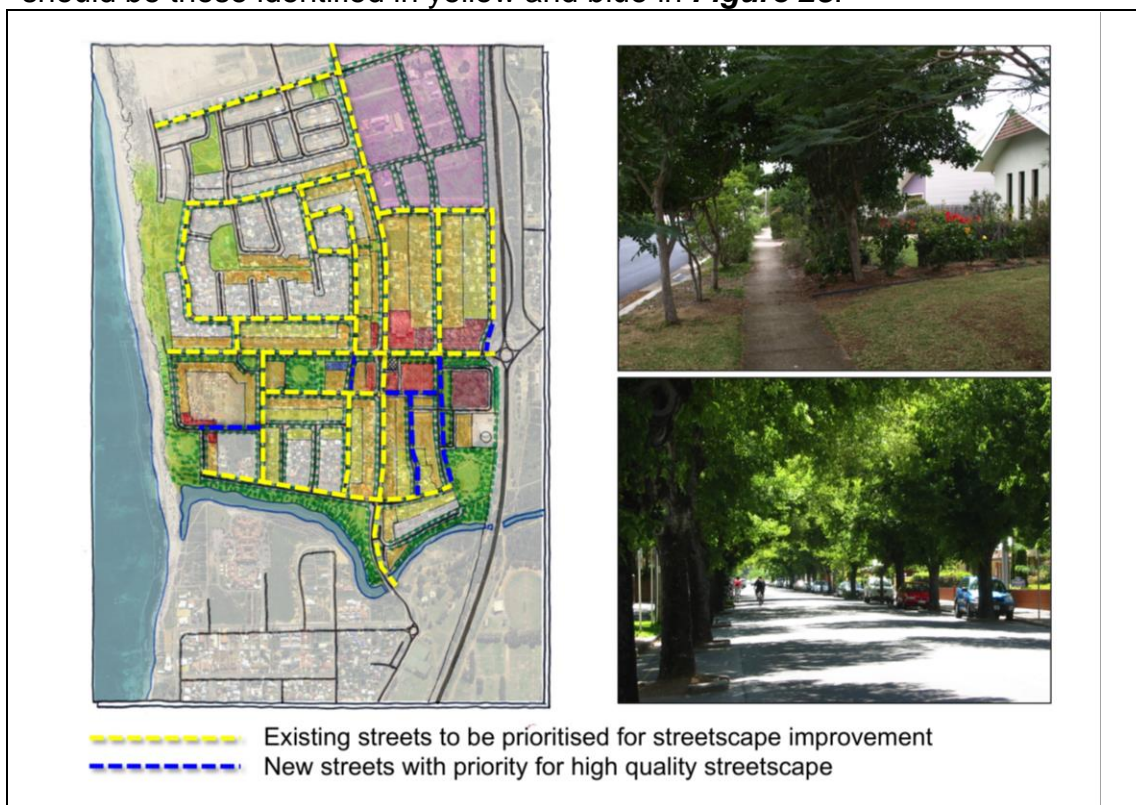 should be those identified in yellow and blue in Figure 28.
Existing streets to be prioritised for streetscape improvement
New streets with priority for high quality streetscape